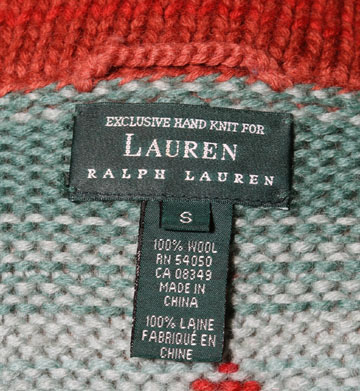 EXCLUSIVE HAND KNIT FOR
LAUREN
RALPH LAUREN
S
100% WOOL
RN 54050
CA 08349
MADE IN
CHINA
100% LAINE
FABRIQUÉ EN
CHINE